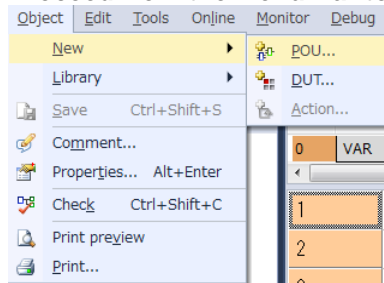 Object Edit Tools Online Monitor Debug
New
POU...
Library
DUT...
Save Ctrl+Shift+S
Action...
Comment...
0 VAR
Properties... Alt+Enter
Check Ctrl+Shift+C
1
Print preview
2
Print...